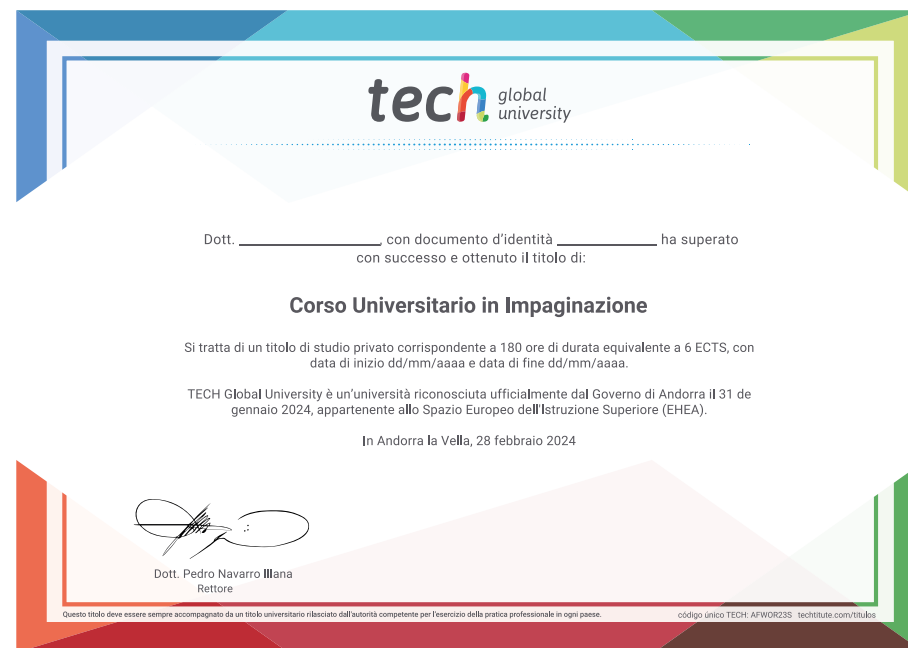 tech global university
Dott. ____________________, con documento d'identità ______________ ha superato
con successo e ottenuto il titolo di:
Corso Universitario in Impaginazione
Si tratta di un titolo di studio privato corrispondente a 180 ore di durata equivalente a 6 ECTS, con
data di inizio dd/mm/aaaa e data di fine dd/mm/aaaa.
TECH Global University è un'università riconosciuta ufficialmente dal Governo di Andorra il 31 de
gennaio 2024, appartenente allo Spazio Europeo dell'Istruzione Superiore (EHEA).
In Andorra la Vella, 28 febbraio 2024
Dott. Pedro Navarro Illana
Rettore
Questo titolo deve essere sempre accompagnato da un titolo universitario rilasciato dall'autorità competente per l'esercizio della pratica professionale in ogni paese.
código único TECH: AFWOR23S techtitute.com/titulos